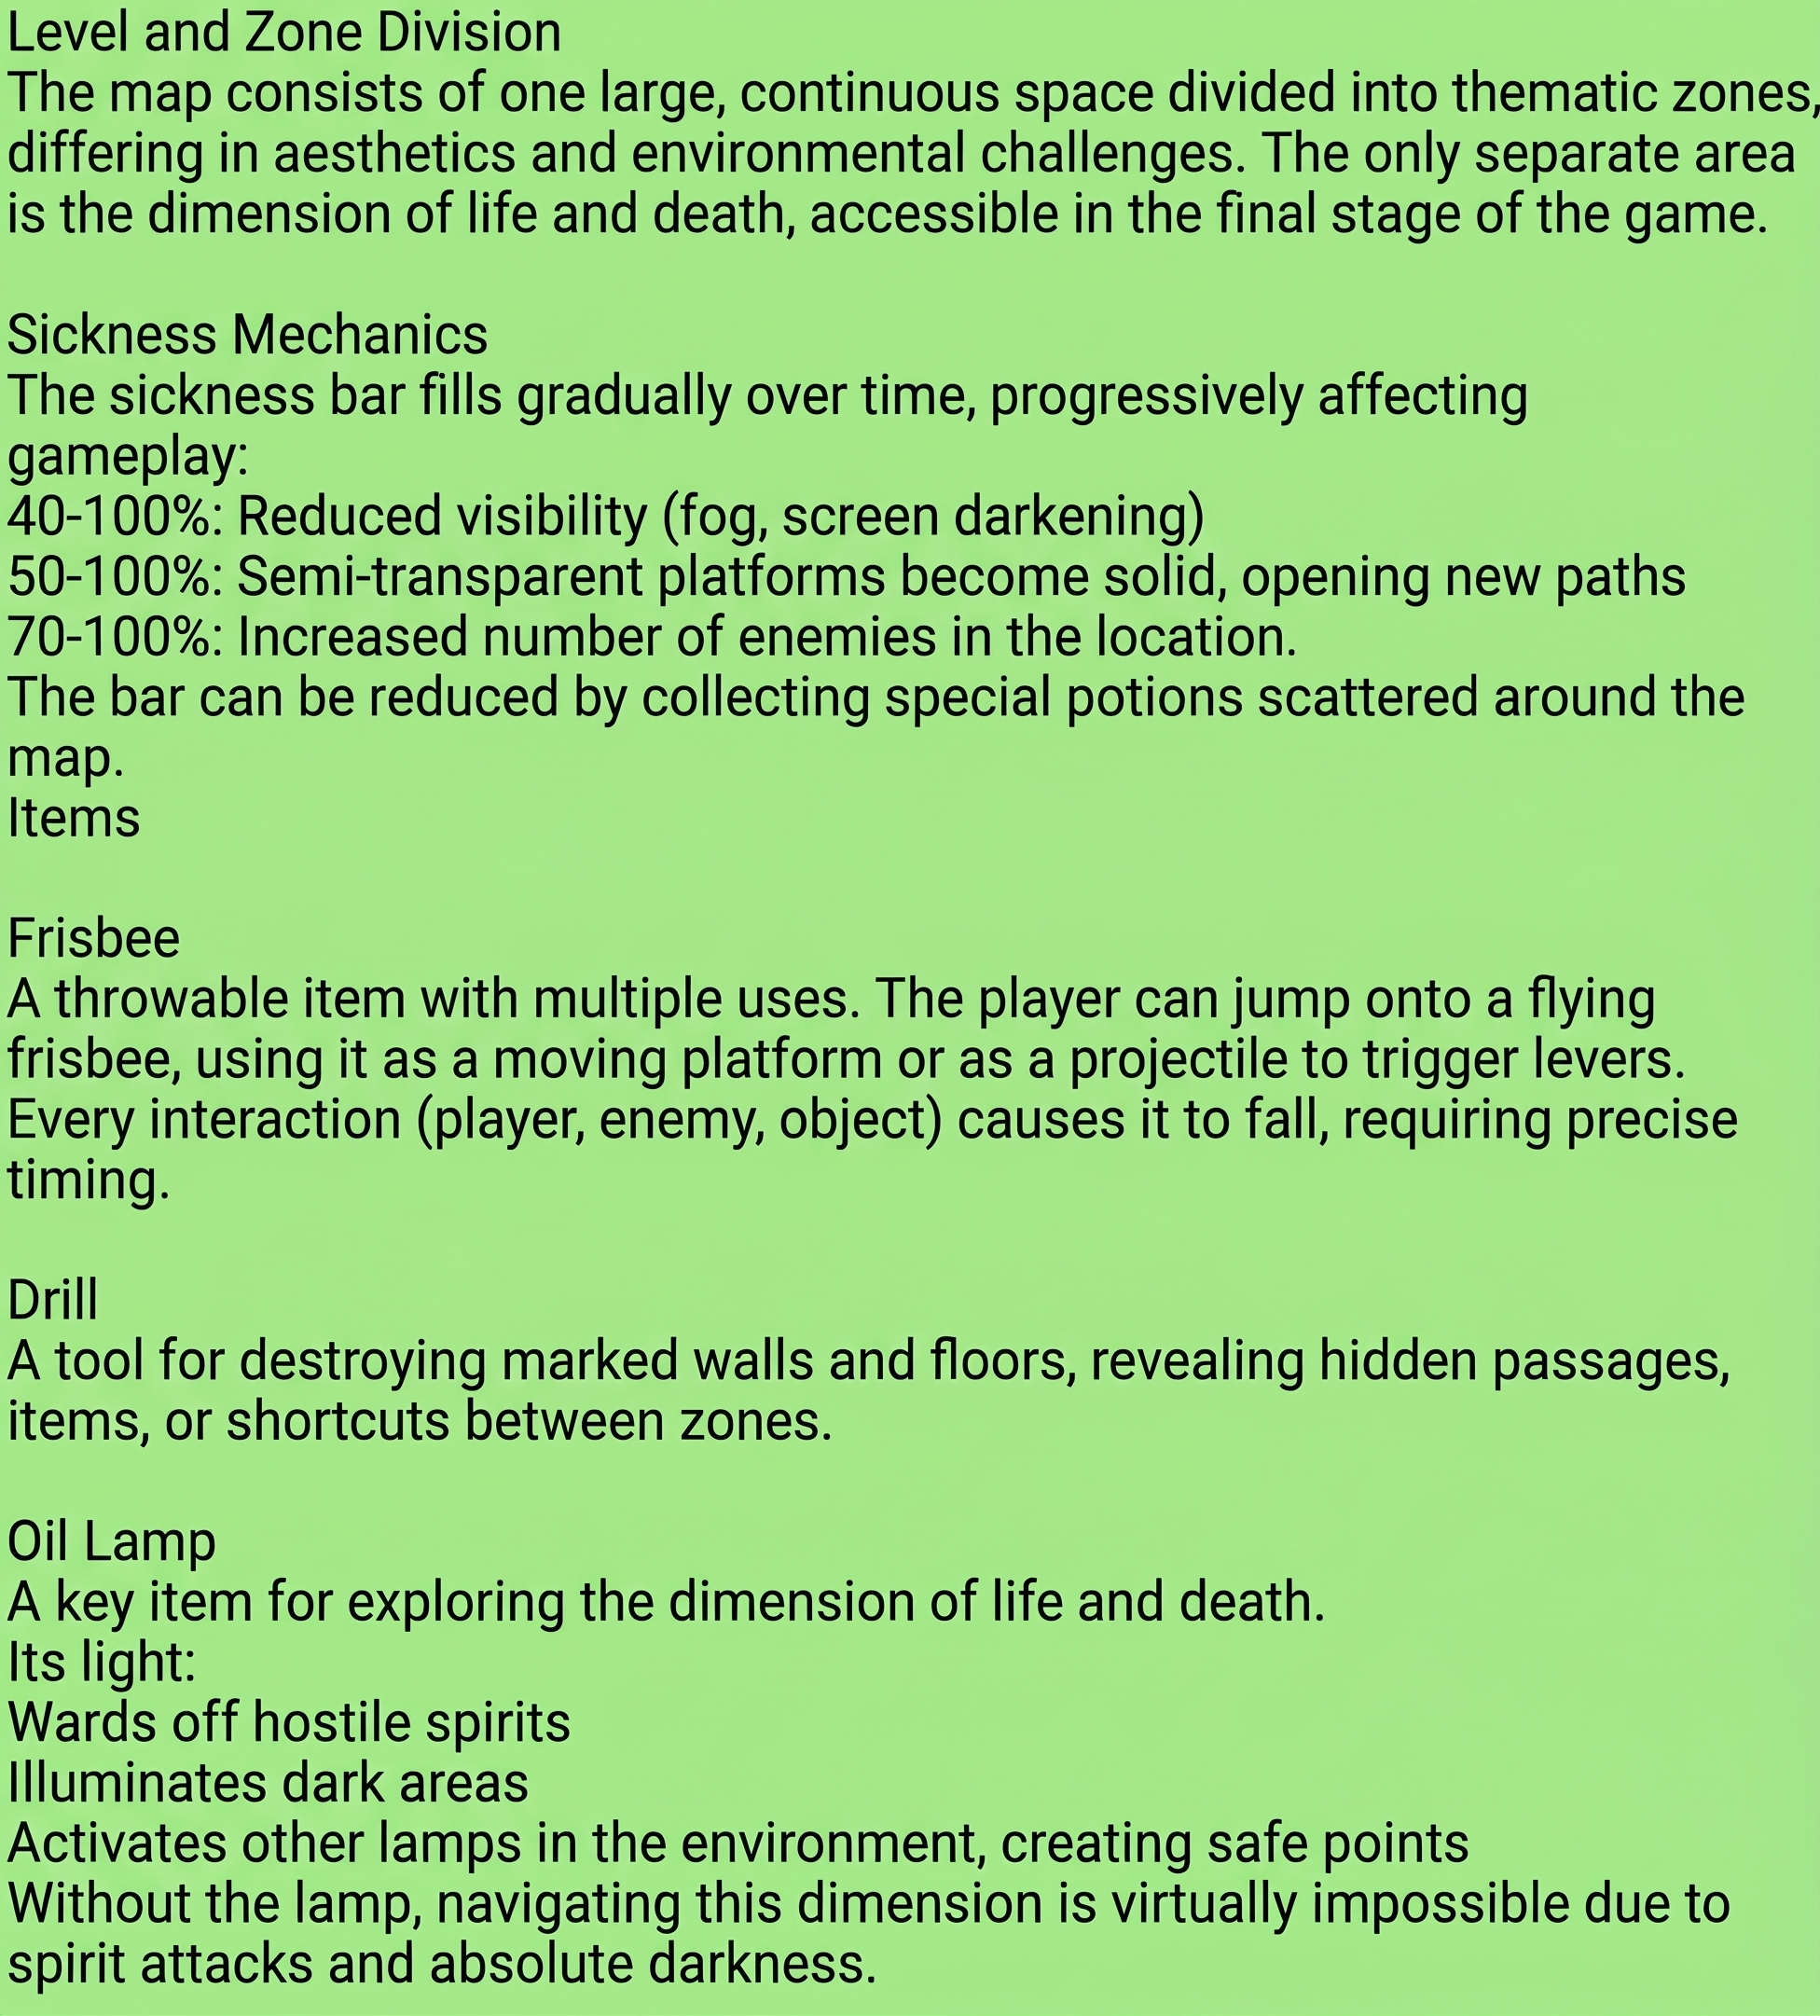 Level and Zone Division
The map consists of one large, continuous space divided into thematic zones,
differing in aesthetics and environmental challenges. The only separate area
is the dimension of life and death, accessible in the final stage of the game.
Sickness Mechanics
The sickness bar fills gradually over time, progressively affecting
gameplay:
40-100%: Reduced visibility (fog, screen darkening)
50-100%: Semi-transparent platforms become solid, opening new paths
70-100%: Increased number of enemies in the location.
The bar can be reduced by collecting special potions scattered around the
map.
Items
Frisbee
A throwable item with multiple uses. The player can jump onto a flying
frisbee, using it as a moving platform or as a projectile to trigger levers.
Every interaction (player, enemy, object) causes it to fall, requiring precise
timing.
Drill
A tool for destroying marked walls and floors, revealing hidden passages,
items, or shortcuts between zones.
Oil Lamp
A key item for exploring the dimension of life and death.
Its light:
Wards off hostile spirits
Illuminates dark areas
Activates other lamps in the environment, creating safe points
Without the lamp, navigating this dimension is virtually impossible due to
spirit attacks and absolute darkness.